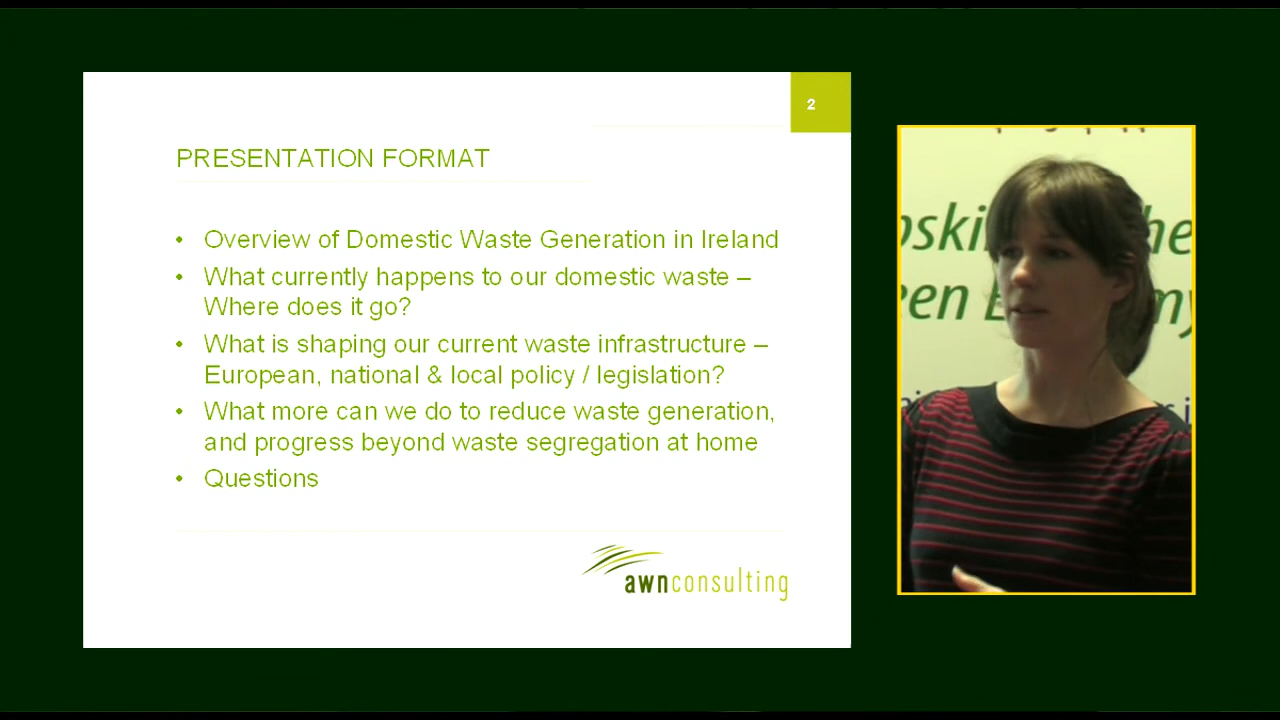 2
PRESENTATION FORMAT
• Overview of Domestic Waste Generation in Ireland
• What currently happens to our domestic waste –
Where does it go?
• What is shaping our current waste infrastructure –
European, national & local policy / legislation?
• What more can we do to reduce waste generation,
and progress beyond waste segregation at home
• Questions
awnconsulting